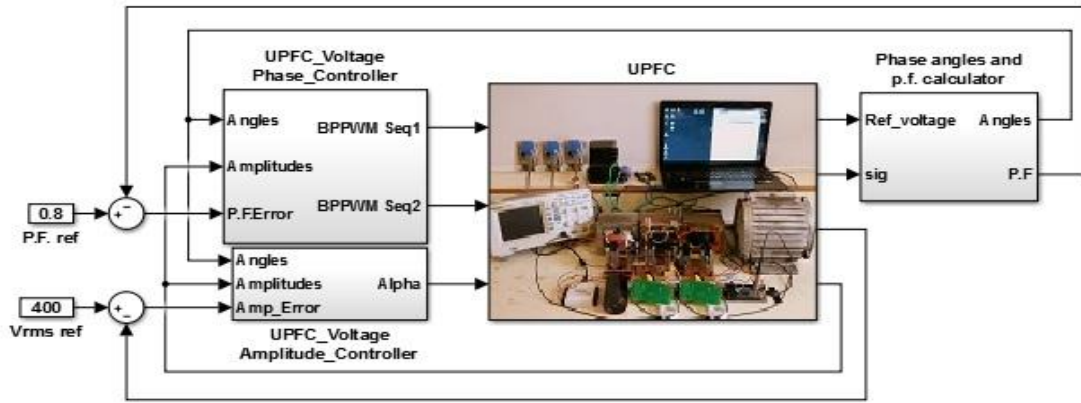 UPFC_Voltage
Phase_Controller
UPFC
Phase angles and
p.f. calculator
Angles
BPPWM Seq1
Ref_voltage
Angles
Amplitudes
sig
P.F
0.8
P.F. ref
P.F.Error
BPPWM Seq2
Angles
Amplitudes
Alpha
400
Vrms ref
Amp_Error
UPFC_Voltage
Amplitude_Controller